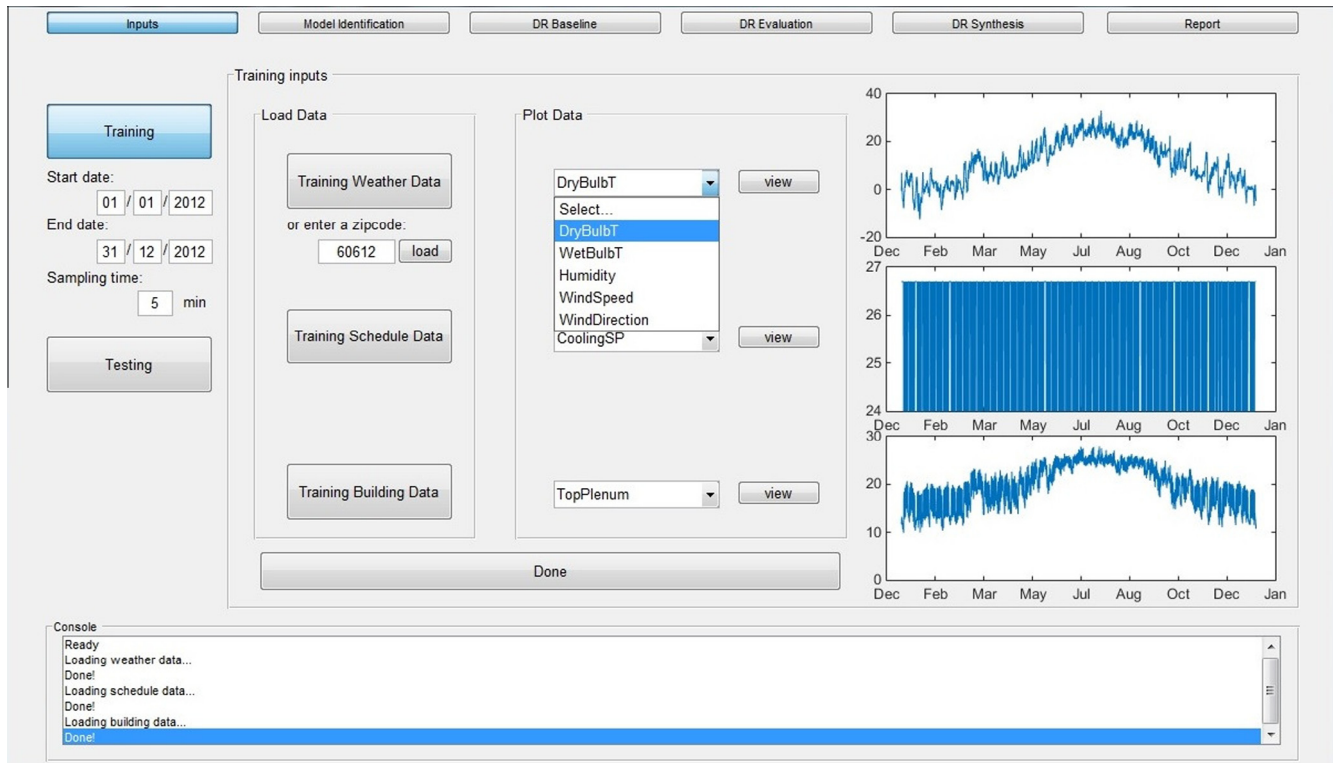 Inputs
Model Identification
DR Baseline
DR Evaluation
DR Synthesis
Report
Training
Start date:
01 / 01 / 2012
End date:
31 / 12 / 2012
Sampling time:
5 min
Testing
Training inputs
Load Data
Training Weather Data
or enter a zipcode:
60612 load
Training Schedule Data
Training Building Data
Plot Data
DryBulbT view
Select...
DryBulbT
WetBulbT
Humidity
WindSpeed
WindDirection
CoolingSP view
TopPlenum view
Done
40
20
0
-20
Dec Feb Mar May Jul Aug Oct Dec Jan
27
26
25
24
Dec Feb Mar May Jul Aug Oct Dec Jan
30
20
10
0
Dec Feb Mar May Jul Aug Oct Dec Jan
Console
Ready
Loading weather data...
Done!
Loading schedule data...
Done!
Loading building data...
Done!